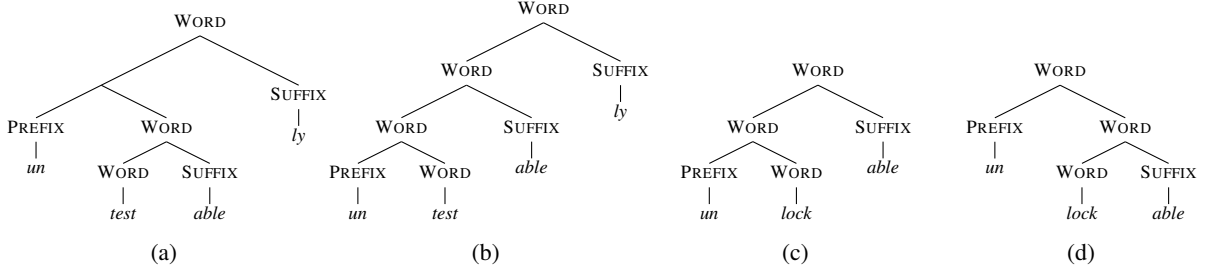 WORD
PREFIX WORD SUFFIX
un WORD SUFFIX ly
test able
(a)
WORD
WORD SUFFIX
WORD SUFFIX ly
PREFIX WORD able
un test
(b)
WORD
WORD SUFFIX
PREFIX WORD able
un lock
(c)
WORD
PREFIX WORD
un WORD SUFFIX
lock able
(d)